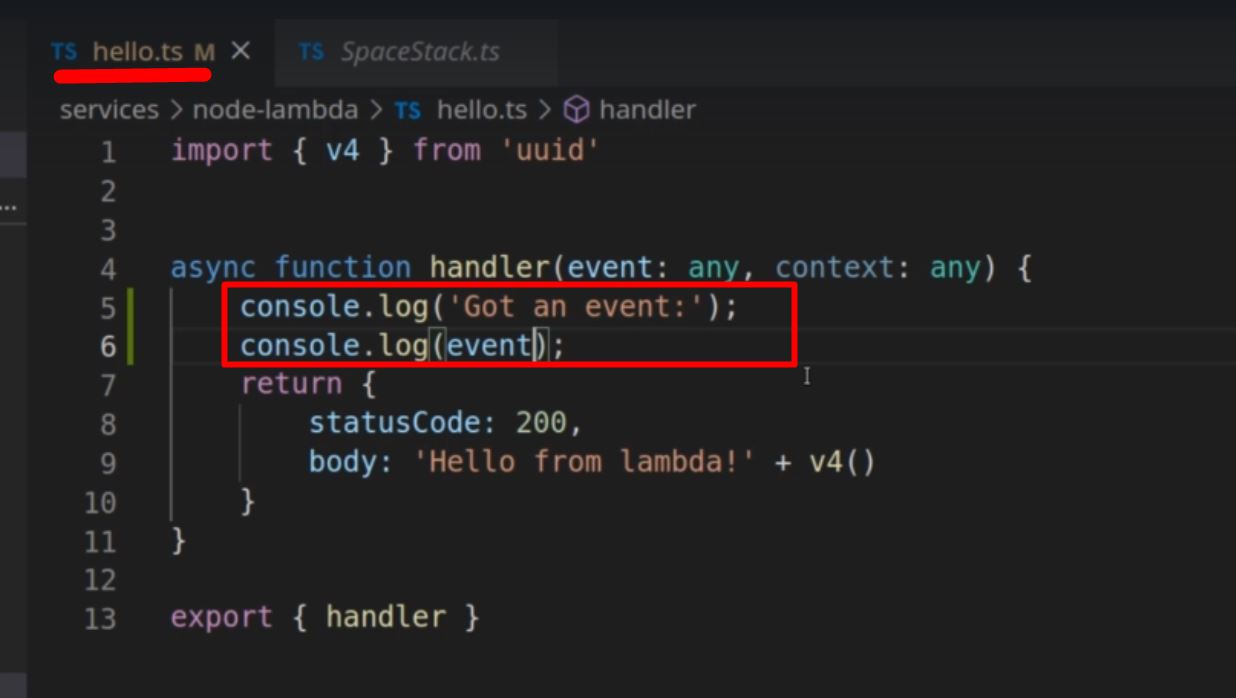 TS hello.ts M × TS SpaceStack.ts
services > node-lambda > TS hello.ts > handler
...
1 import { v4 } from 'uuid'
2
3
4 async function handler(event: any, context: any) {
5 console.log('Got an event:');
6 console.log(event);
7 return {
8 statusCode: 200,
9 body: 'Hello from lambda!' + v4()
10 }
11 }
12
13 export { handler }